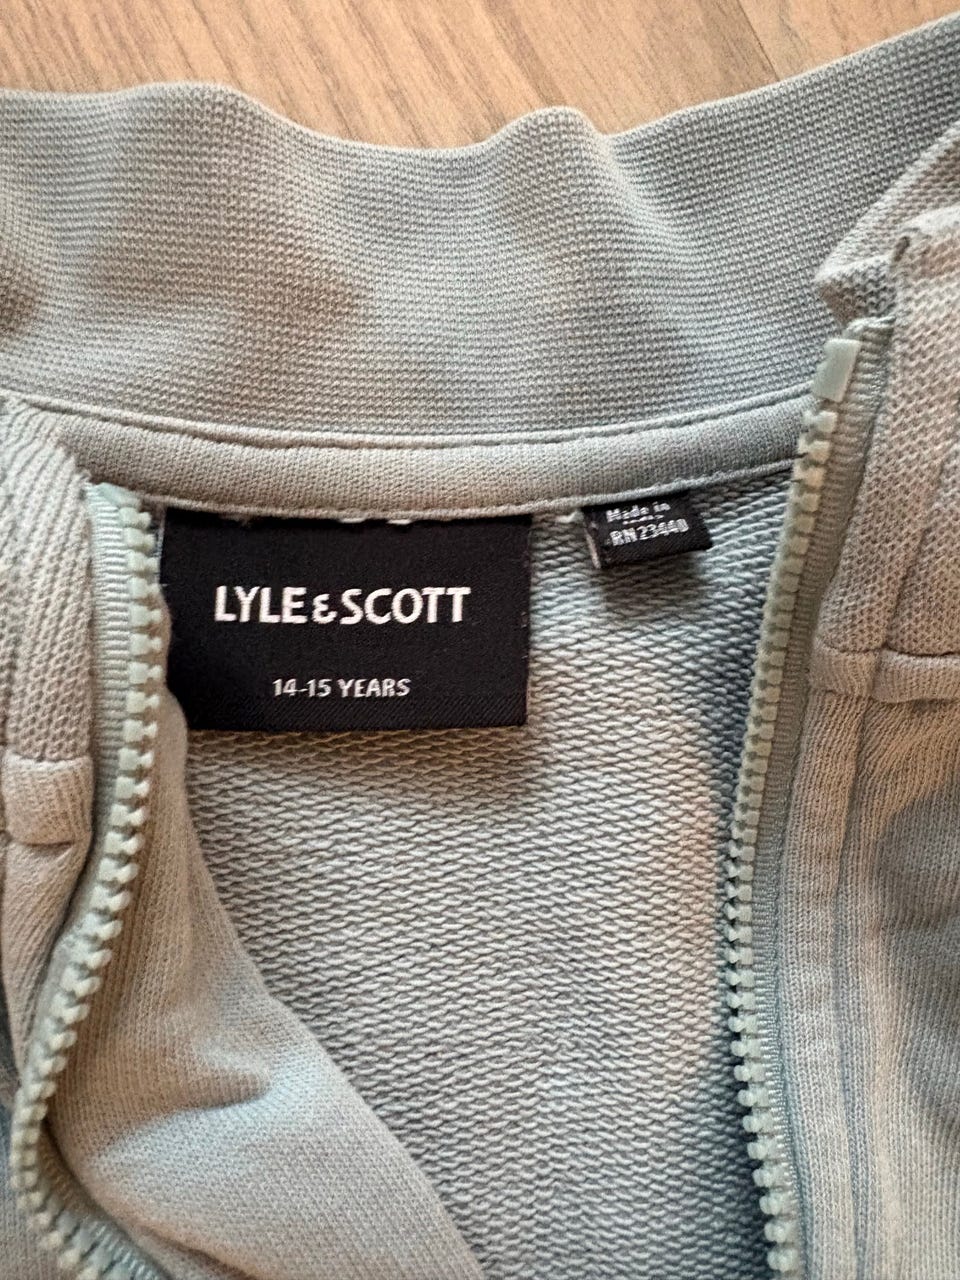 LYLE & SCOTT
14-15 YEARS
Made in
RN 23440